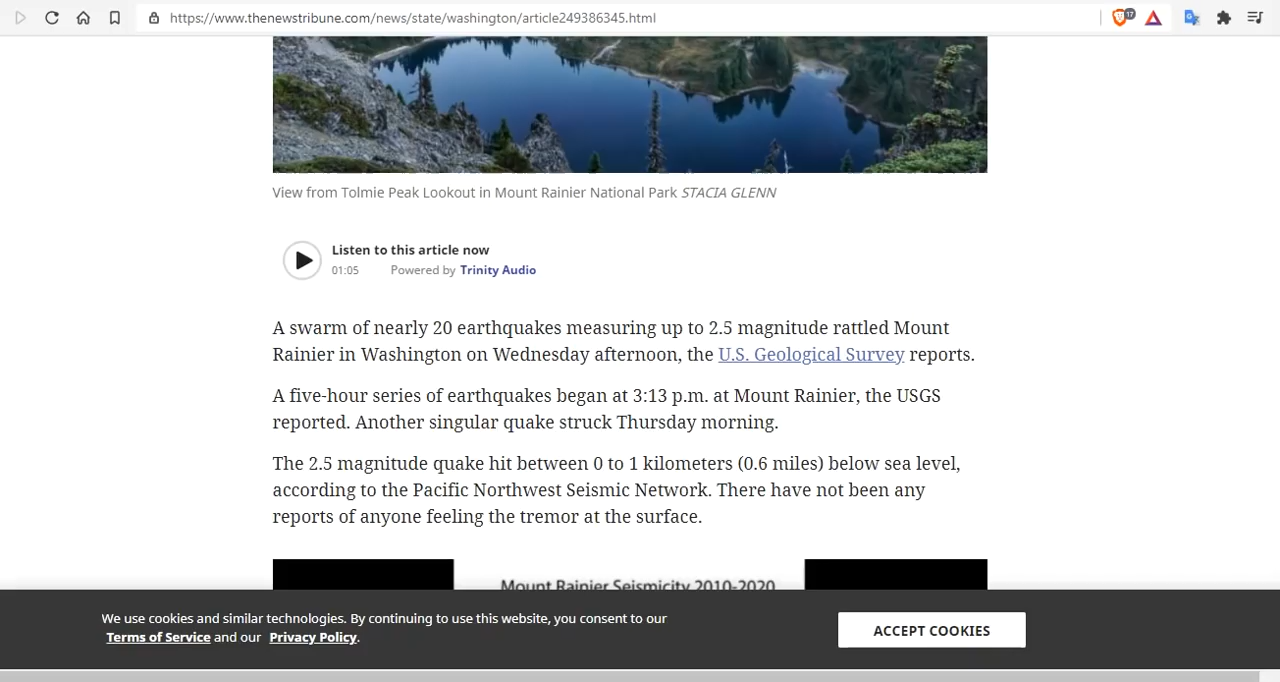 https://www.thenewstribune.com/news/state/washington/article249386345.html
17
View from Tolmie Peak Lookout in Mount Rainier National Park STACIA GLENN
Listen to this article now
01:05 Powered by Trinity Audio
A swarm of nearly 20 earthquakes measuring up to 2.5 magnitude rattled Mount
Rainier in Washington on Wednesday afternoon, the U.S. Geological Survey reports.
A five-hour series of earthquakes began at 3:13 p.m. at Mount Rainier, the USGS
reported. Another singular quake struck Thursday morning.
The 2.5 magnitude quake hit between 0 to 1 kilometers (0.6 miles) below sea level,
according to the Pacific Northwest Seismic Network. There have not been any
reports of anyone feeling the tremor at the surface.
Mount Rainier Seismicity 2010-2020
We use cookies and similar technologies. By continuing to use this website, you consent to our
Terms of Service and our Privacy Policy.
ACCEPT COOKIES